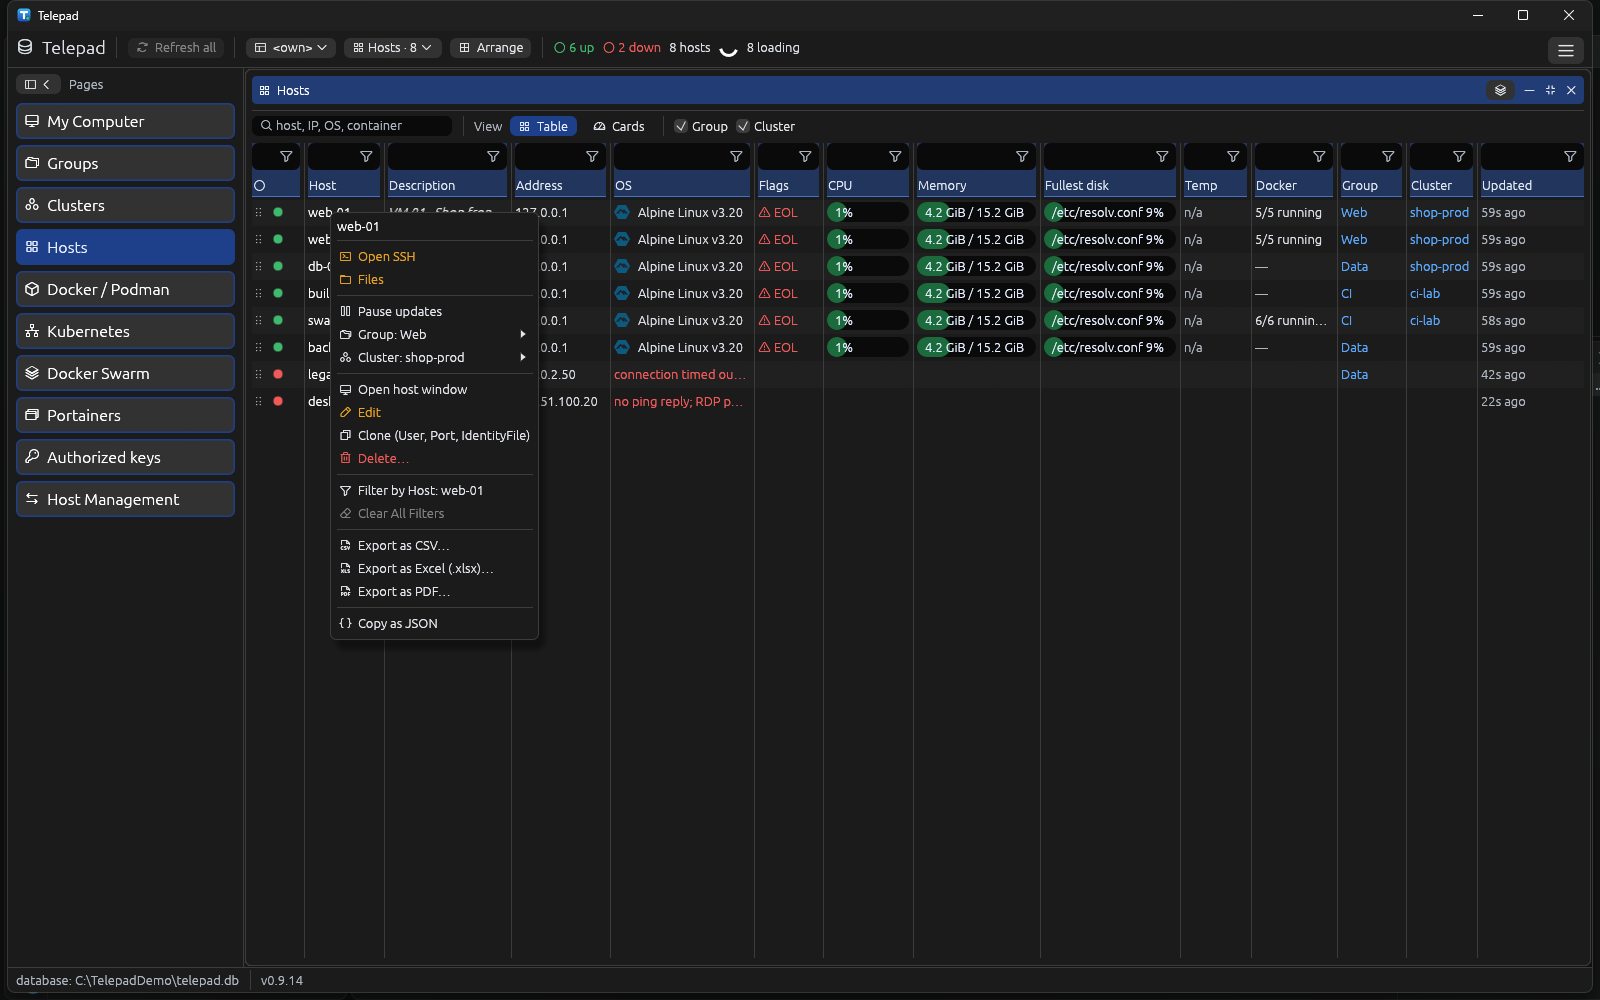 Telepad
Telepad
Refresh all
<own>
Hosts · 8
Arrange
6 up
2 down
8 hosts
8 loading
Pages
My Computer
Groups
Clusters
Hosts
Docker / Podman
Kubernetes
Docker Swarm
Portainers
Authorized keys
Host Management
Hosts
host, IP, OS, container
View
Table
Cards
Group
Cluster
Host Description Address OS Flags CPU Memory Fullest disk Temp Docker Group Cluster Updated
0.0.1 Alpine Linux v3.20 EOL 1% 4.2 GiB / 15.2 GiB /etc/resolv.conf 9% n/a 5/5 running Web shop-prod 59s ago
web 0.0.1 Alpine Linux v3.20 EOL 1% 4.2 GiB / 15.2 GiB /etc/resolv.conf 9% n/a 5/5 running Web shop-prod 59s ago
db-0 0.0.1 Alpine Linux v3.20 EOL 1% 4.2 GiB / 15.2 GiB /etc/resolv.conf 9% n/a — Data shop-prod 59s ago
buil 0.0.1 Alpine Linux v3.20 EOL 1% 4.2 GiB / 15.2 GiB /etc/resolv.conf 9% n/a — CI ci-lab 59s ago
swa 0.0.1 Alpine Linux v3.20 EOL 1% 4.2 GiB / 15.2 GiB /etc/resolv.conf 9% n/a 6/6 runnin... CI ci-lab 58s ago
back 0.0.1 Alpine Linux v3.20 EOL 1% 4.2 GiB / 15.2 GiB /etc/resolv.conf 9% n/a — Data 59s ago
lega 0.2.50 connection timed ou... Data 42s ago
desk 51.100.20 no ping reply; RDP p... 22s ago
web-01
Open SSH
Files
Pause updates
Group: Web
Cluster: shop-prod
Open host window
Edit
Clone (User, Port, IdentityFile)
Delete...
Filter by Host: web-01
Clear All Filters
Export as CSV...
Export as Excel (.xlsx)...
Export as PDF...
Copy as JSON
database: C:\TelepadDemo\telepad.db
v0.9.14